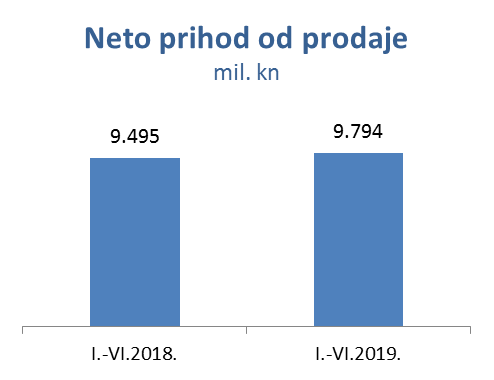 Neto prihod od prodaje
mil. kn
9.495
9.794
I.-VI.2018.
I.-VI.2019.